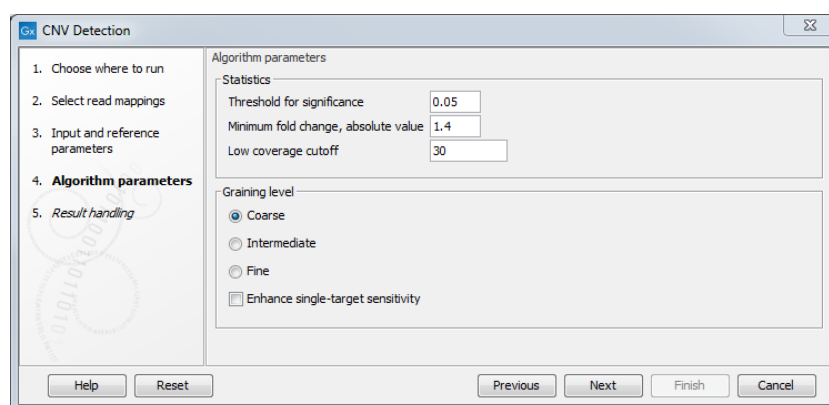 Gx CNV Detection
1. Choose where to run
2. Select read mappings
3. Input and reference
parameters
4. Algorithm parameters
5. Result handling
Algorithm parameters
Statistics
Threshold for significance 0.05
Minimum fold change, absolute value 1.4
Low coverage cutoff 30
Graining level
Coarse
Intermediate
Fine
Enhance single-target sensitivity
Help Reset Previous Next Finish Cancel